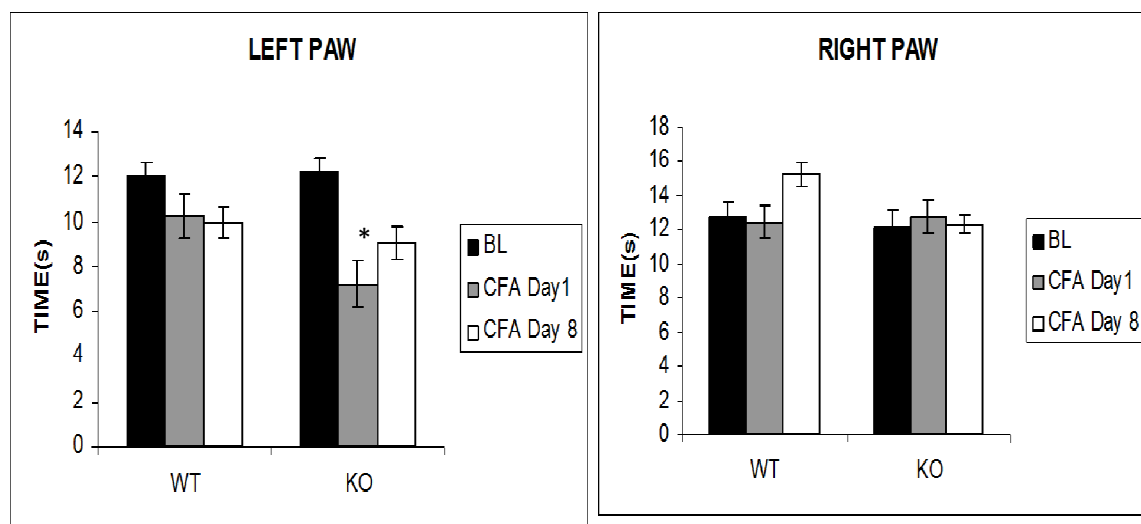 LEFT PAW
14
12
10
8
6
4
2
0
TIME(s)
*
WT KO
BL
CFA Day1
CFA Day 8
RIGHT PAW
18
16
14
12
10
8
6
4
2
0
TIME(s)
WT KO
BL
CFA Day1
CFA Day 8